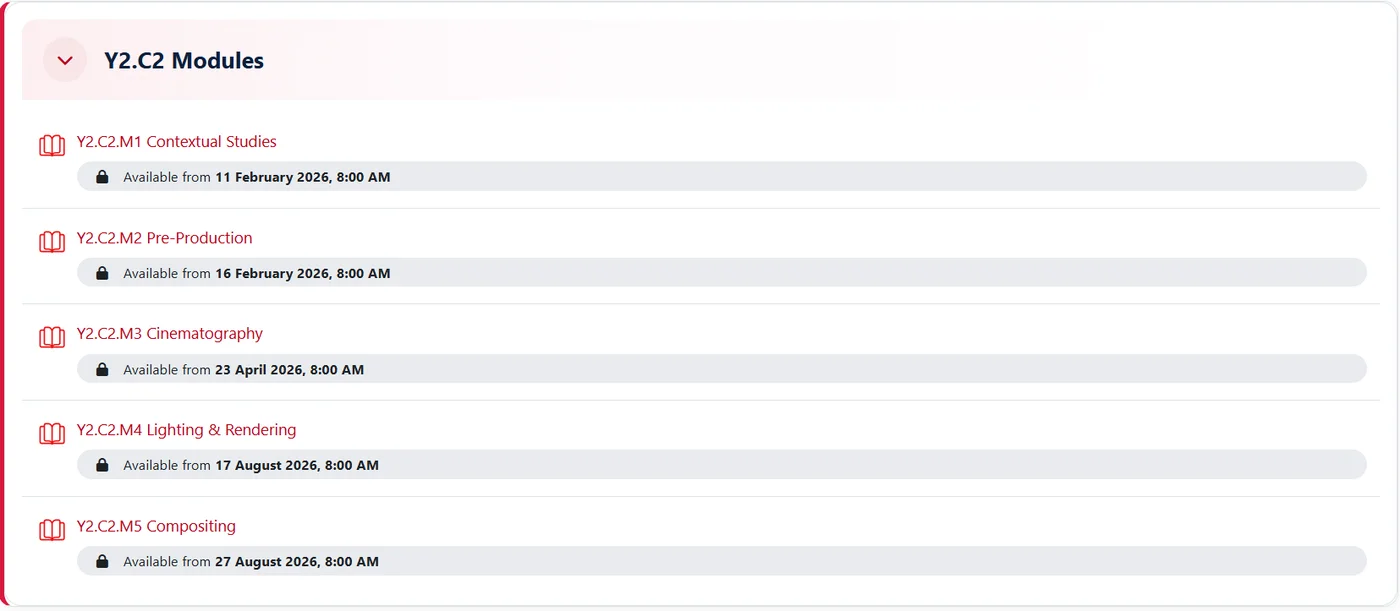 Y2.C2 Modules
Y2.C2.M1 Contextual Studies
Available from 11 February 2026, 8:00 AM
Y2.C2.M2 Pre-Production
Available from 16 February 2026, 8:00 AM
Y2.C2.M3 Cinematography
Available from 23 April 2026, 8:00 AM
Y2.C2.M4 Lighting & Rendering
Available from 17 August 2026, 8:00 AM
Y2.C2.M5 Compositing
Available from 27 August 2026, 8:00 AM